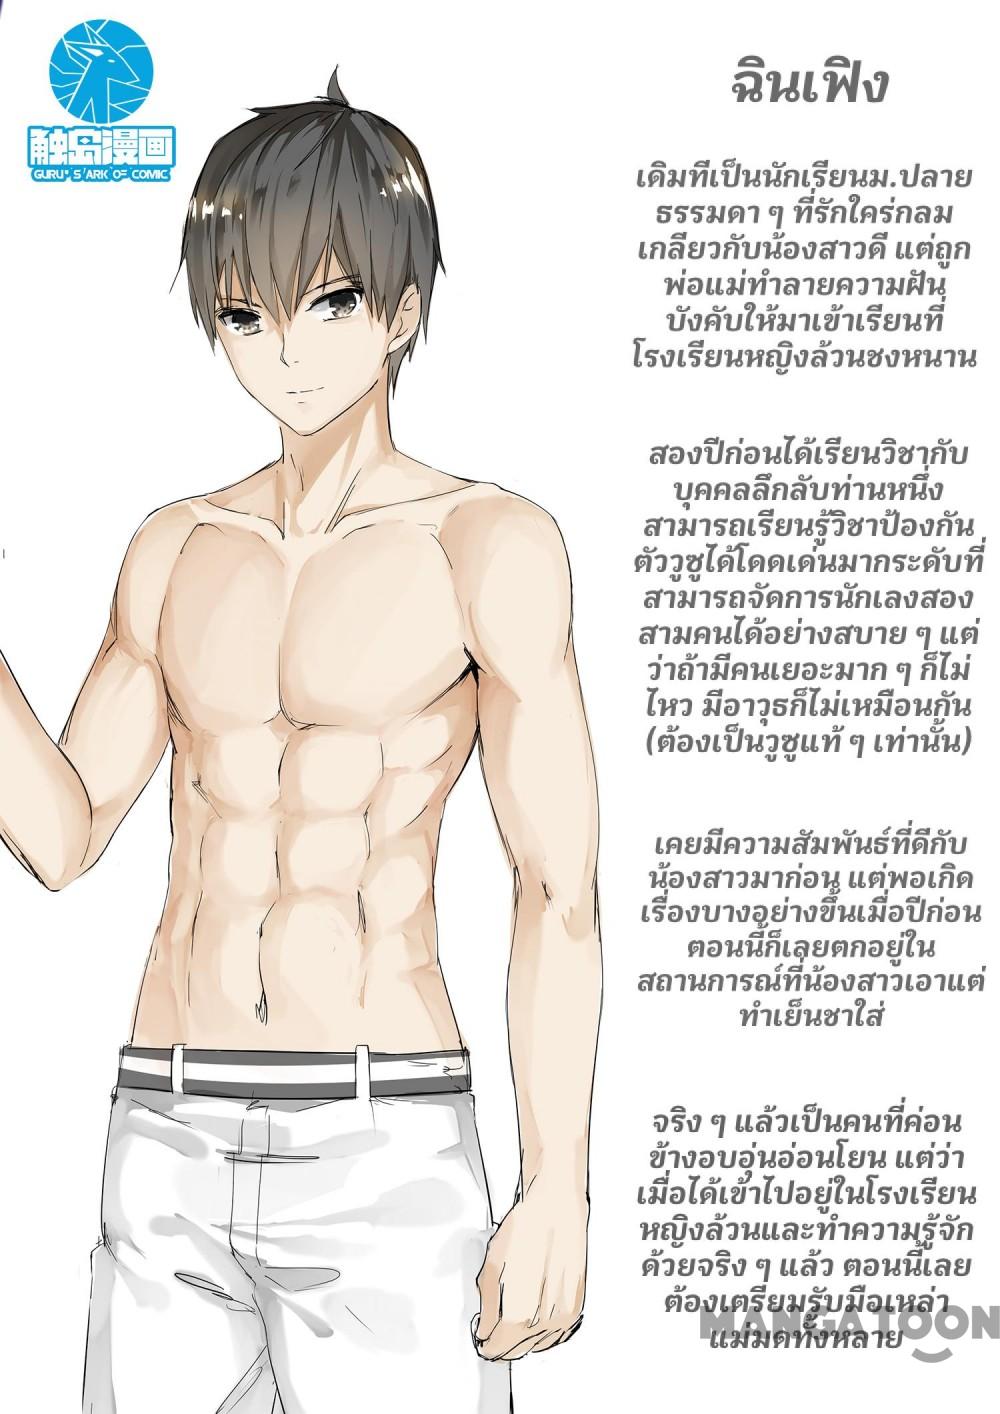 触岛漫画
GURU'S ARK OF COMIC
ฉินเฟิง
เดิมทีเป็นนักเรียนม.ปลาย
ธรรมดา ๆ ที่รักใคร่กลม
เกลียวกับน้องสาวดี แต่ถูก
พ่อแม่ทำลายความฝัน
บังคับให้มาเข้าเรียนที่
โรงเรียนหญิงล้วนชงหนาน
สองปีก่อนได้เรียนวิชากับ
บุคคลลึกลับท่านหนึ่ง
สามารถเรียนรู้วิชาป้องกัน
ตัววูซูได้โดดเด่นมากระดับที่
สามารถจัดการนักเลงสอง
สามคนได้อย่างสบาย ๆ แต่
ว่าถ้ามีคนเยอะมาก ๆ ก็ไม่
ไหว มีอาวุธก็ไม่เหมือนกัน
(ต้องเป็นวูซูแท้ ๆ เท่านั้น)
เคยมีความสัมพันธ์ที่ดีกับ
น้องสาวมาก่อน แต่พอเกิด
เรื่องบางอย่างขึ้นเมื่อปีก่อน
ตอนนี้ก็เลยตกอยู่ใน
สถานการณ์ที่น้องสาวเอาแต่
ทำเย็นชาใส่
จริง ๆ แล้วเป็นคนที่ค่อน
ข้างอบอุ่นอ่อนโยน แต่ว่า
เมื่อได้เข้าไปอยู่ในโรงเรียน
หญิงล้วนและทำความรู้จัก
ด้วยจริง ๆ แล้ว ตอนนี้เลย
ต้องเตรียมรับมือเหล่า
แม่มดทั้งหลาย
MANGATOON